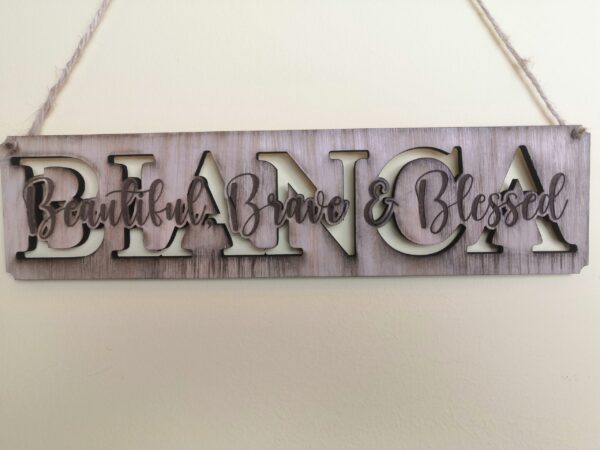 BIANCA
Beautiful, Brave & Blessed